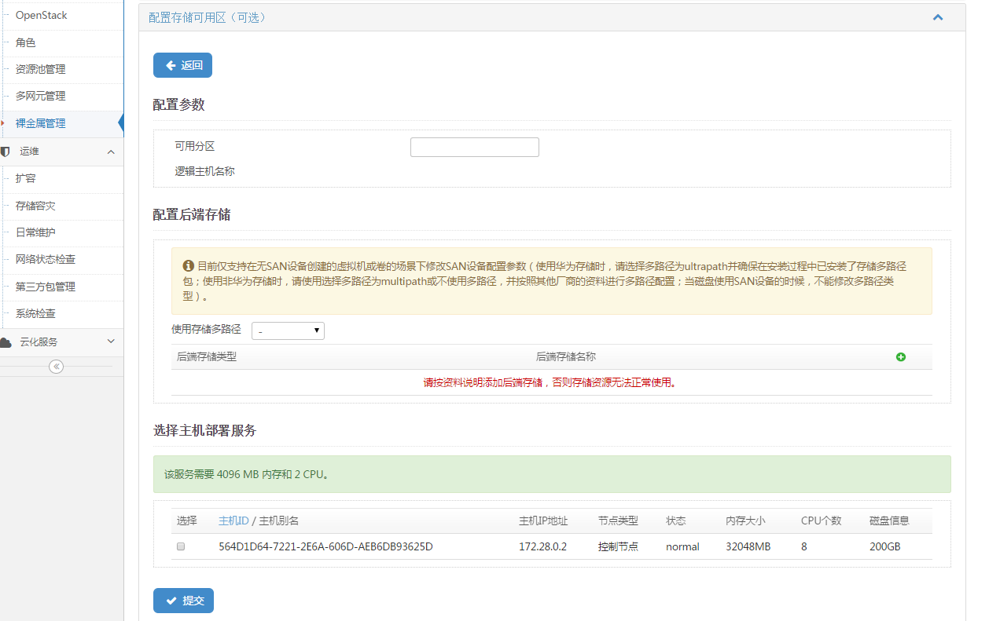 OpenStack
角色
资源池管理
多网元管理
裸金属管理
运维
扩容
存储容灾
日常维护
网络状态检查
第三方包管理
系统检查
云化服务
配置存储可用区（可选）
返回
配置参数
可用分区
逻辑主机名称
配置后端存储
目前仅支持在无SAN设备创建的虚拟机或卷的场景下修改SAN设备配置参数（使用华为存储时，请选择多路径为ultrapath并确保在安装过程中已安装了存储多路径
包；使用非华为存储时，请使用选择多路径为multipath或不使用多路径，并按照其他厂商的资料进行多路径配置；当磁盘使用SAN设备的时候，不能修改多路径类
型）。
使用存储多路径 -
后端存储类型 后端存储名称
请按资料说明添加后端存储，否则存储资源无法正常使用。
选择主机部署服务
该服务需要 4096 MB 内存和 2 CPU。
选择 主机ID / 主机别名 主机IP地址 节点类型 状态 内存大小 CPU个数 磁盘信息
564D1D64-7221-2E6A-606D-AEB6DB93625D 172.28.0.2 控制节点 normal 32048MB 8 200GB
提交